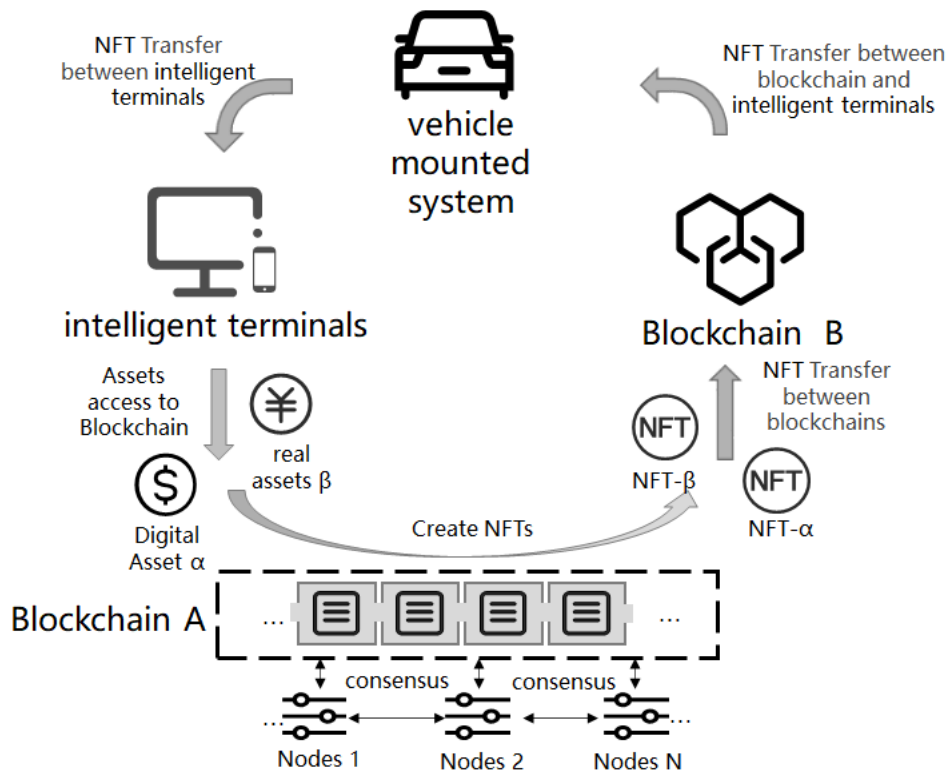 NFT Transfer
between intelligent
terminals
vehicle
mounted
system
NFT Transfer between
blockchain and
intelligent terminals
intelligent terminals
Blockchain B
Assets
access to
Blockchain
¥
real
assets β
$
Digital
Asset α
Create NFTs
NFT
NFT-β
NFT
NFT-α
NFT Transfer
between
blockchains
Blockchain A
... ...
consensus consensus
... ...
Nodes 1 Nodes 2 Nodes N